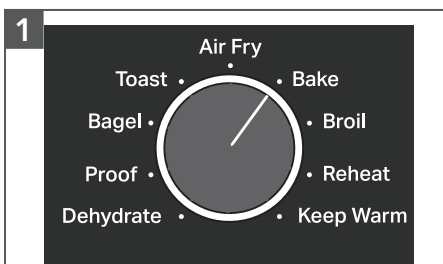 1
Air Fry
Toast
Bake
Bagel
Broil
Proof
Reheat
Dehydrate
Keep Warm